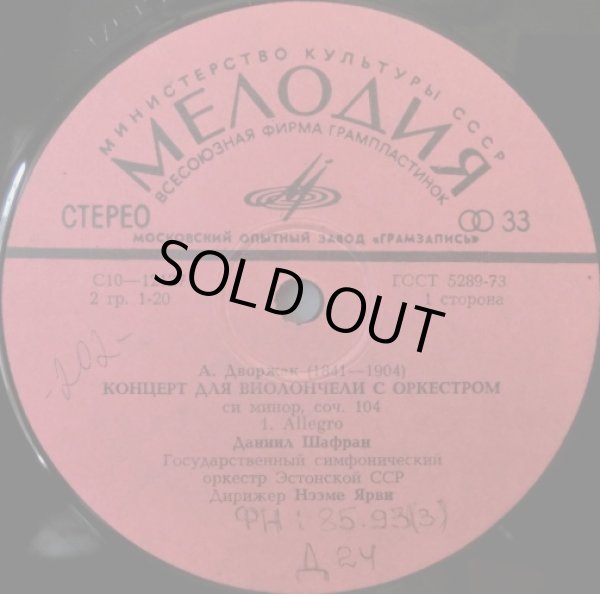 МИНИСТЕРСТВО КУЛЬТУРЫ СССР
МЕЛОДИЯ
ВСЕСОЮЗНАЯ ФИРМА ГРАМПЛАСТИНОК
СТЕРЕО
33
МОСКОВСКИЙ ОПЫТНЫЙ ЗАВОД «ГРАМЗАПИСЬ»
ГОСТ 5289-73
2 гр. 1-20
1 сторона
SOLD OUT
-202-
А. Дворжак (1841—1904)
КОНЦЕРТ ДЛЯ ВИОЛОНЧЕЛИ С ОРКЕСТРОМ
си минор, соч. 104
1. Allegro
Даниил Шафран
Государственный симфонический
оркестр Эстонской ССР
Дирижер Нээме Ярви
ФН: 85.93(3)
Д 24